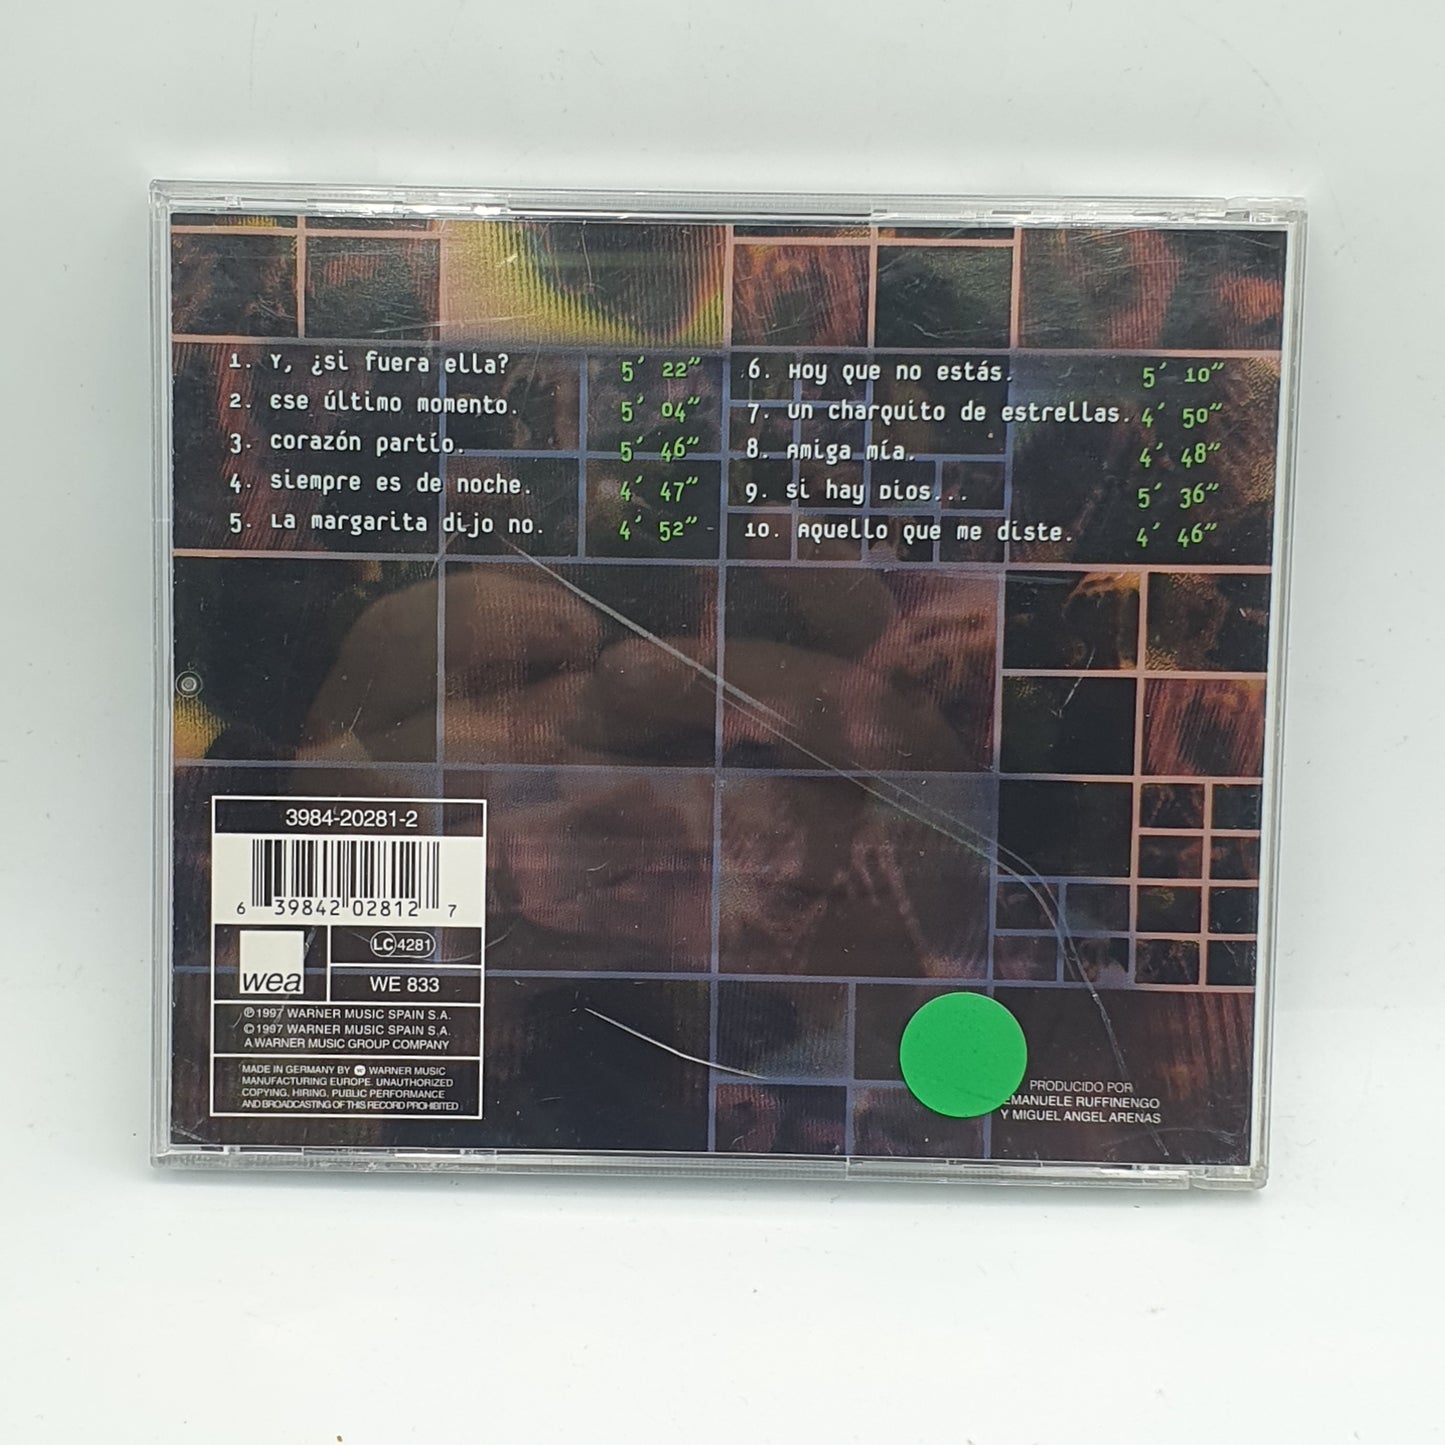 1. Y, ¿si fuera ella? 5' 22"
2. Ese último momento. 5' 04"
3. Corazón partío. 5' 46"
4. Siempre es de noche. 4' 47"
5. La margarita dijo no. 4' 52"
6. Hoy que no estás. 5' 10"
7. Un charquito de estrellas. 4' 50"
8. Amiga mía. 4' 48"
9. Si hay Dios... 5' 36"
10. Aquello que me diste. 4' 46"
3984-20281-2
6 39842 02812 7
wea
LC 4281
WE 833
℗ 1997 WARNER MUSIC SPAIN S.A.
© 1997 WARNER MUSIC SPAIN S.A.
A WARNER MUSIC GROUP COMPANY
MADE IN GERMANY BY WARNER MUSIC
MANUFACTURING EUROPE. UNAUTHORIZED
COPYING, HIRING, PUBLIC PERFORMANCE
AND BROADCASTING OF THIS RECORD PROHIBITED
PRODUCIDO POR
EMANUELE RUFFINENGO
Y MIGUEL ANGEL ARENAS